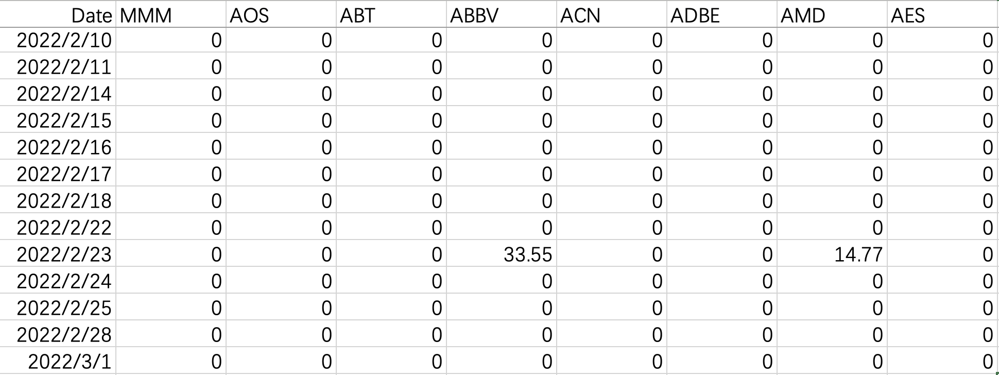 Date MMM AOS ABT ABBV ACN ADBE AMD AES
2022/2/10 0 0 0 0 0 0 0 0
2022/2/11 0 0 0 0 0 0 0 0
2022/2/14 0 0 0 0 0 0 0 0
2022/2/15 0 0 0 0 0 0 0 0
2022/2/16 0 0 0 0 0 0 0 0
2022/2/17 0 0 0 0 0 0 0 0
2022/2/18 0 0 0 0 0 0 0 0
2022/2/22 0 0 0 0 0 0 0 0
2022/2/23 0 0 0 33.55 0 0 14.77 0
2022/2/24 0 0 0 0 0 0 0 0
2022/2/25 0 0 0 0 0 0 0 0
2022/2/28 0 0 0 0 0 0 0 0
2022/3/1 0 0 0 0 0 0 0 0